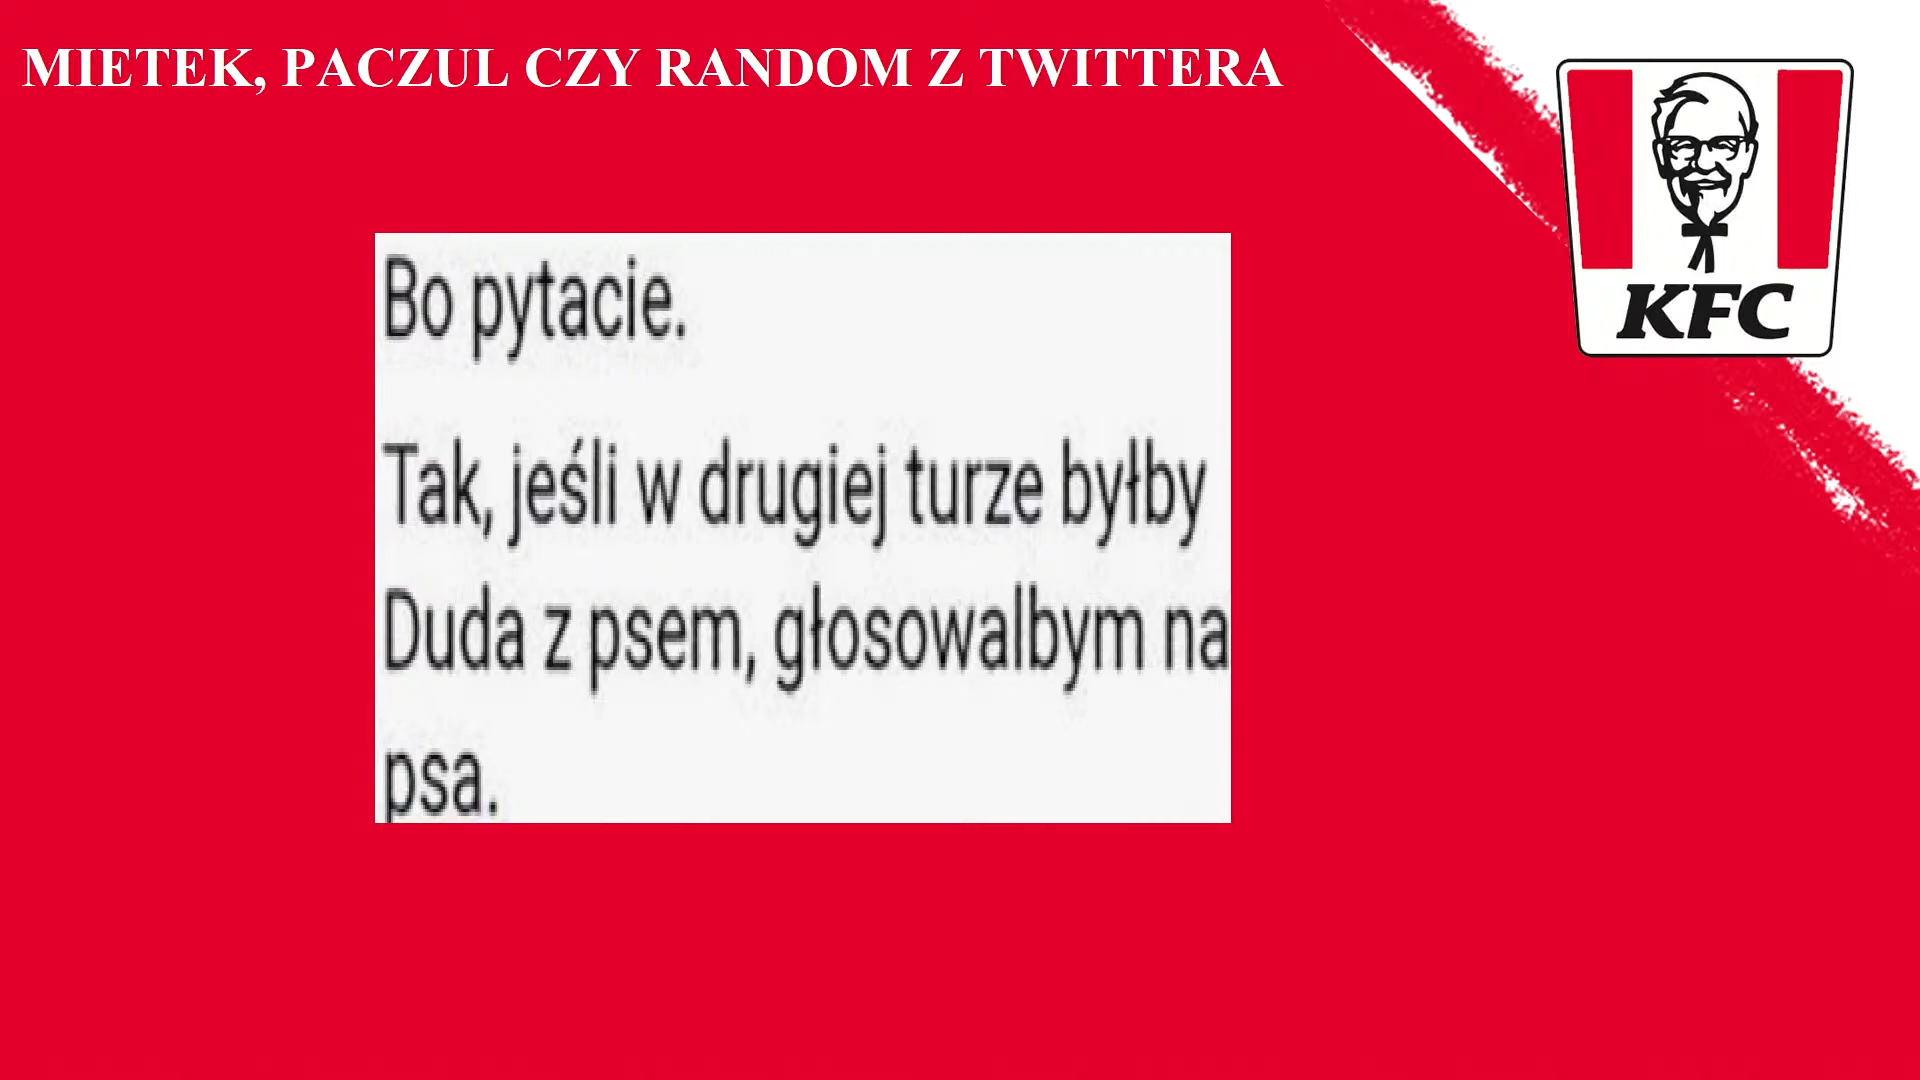 MIETEK, PACZUL CZY RANDOM Z TWITTERA
KFC
Bo pytacie.
Tak, jeśli w drugiej turze byłby
Duda z psem, głosowalbym na
psa.